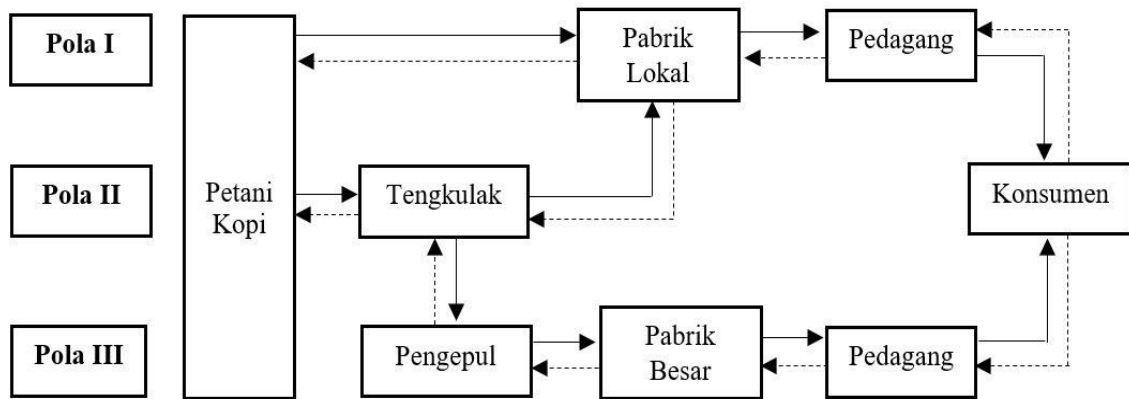 Pola I
Pabrik
Lokal
Pedagang
Pola II
Petani
Kopi
Tengkulak
Konsumen
Pola III
Pengepul
Pabrik
Besar
Pedagang